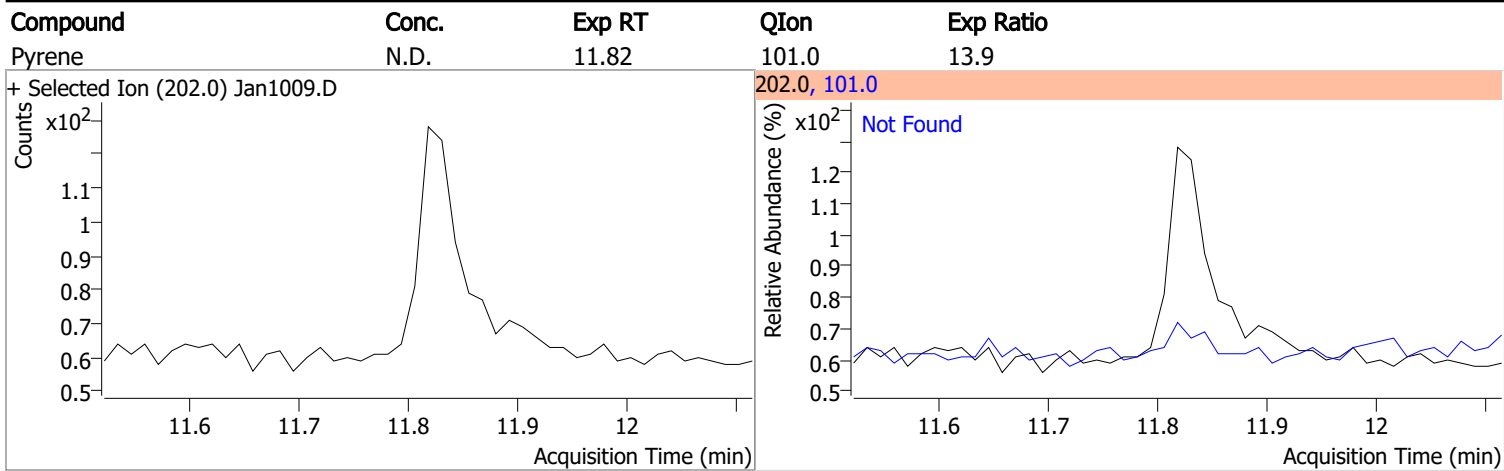 Compound Conc. Exp RT QIon Exp Ratio
Pyrene N.D. 11.82 101.0 13.9
+ Selected Ion (202.0) Jan1009.D
Counts
x10²
1.1
1
0.9
0.8
0.7
0.6
0.5
11.6 11.7 11.8 11.9 12
Acquisition Time (min)
202.0, 101.0
Relative Abundance (%)
x10²
Not Found
1.2
1.1
1
0.9
0.8
0.7
0.6
0.5
11.6 11.7 11.8 11.9 12
Acquisition Time (min)